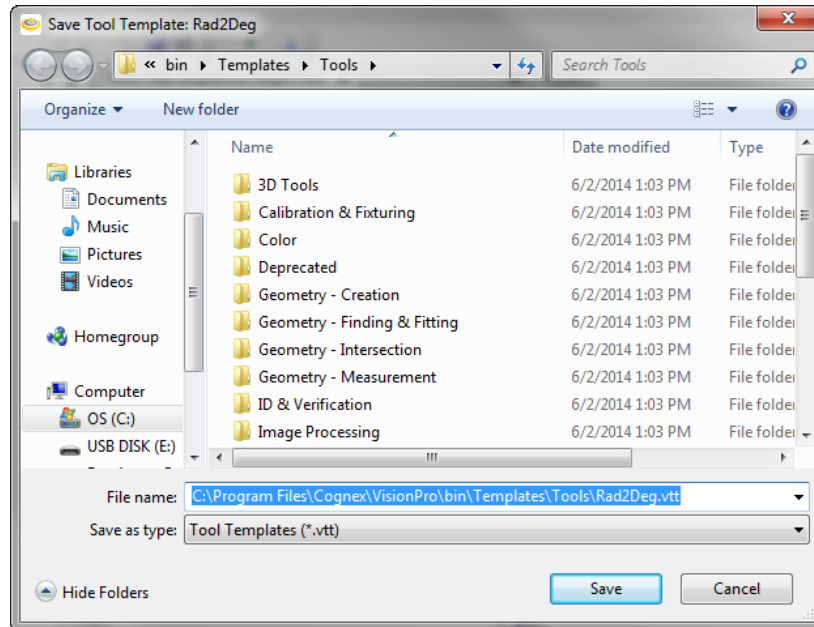 Save Tool Template: Rad2Deg
« bin ▸ Templates ▸ Tools ▸
Search Tools
Organize ▾ New folder
Name Date modified Type
Libraries
Documents
Music
Pictures
Videos
Homegroup
Computer
OS (C:)
USB DISK (E:)
3D Tools 6/2/2014 1:03 PM File folder
Calibration & Fixturing 6/2/2014 1:03 PM File folder
Color 6/2/2014 1:03 PM File folder
Deprecated 6/2/2014 1:03 PM File folder
Geometry - Creation 6/2/2014 1:03 PM File folder
Geometry - Finding & Fitting 6/2/2014 1:03 PM File folder
Geometry - Intersection 6/2/2014 1:03 PM File folder
Geometry - Measurement 6/2/2014 1:03 PM File folder
ID & Verification 6/2/2014 1:03 PM File folder
Image Processing 6/2/2014 1:03 PM File folder
File name: C:\Program Files\Cognex\VisionPro\bin\Templates\Tools\Rad2Deg.vtt
Save as type: Tool Templates (*.vtt)
Hide Folders
Save Cancel